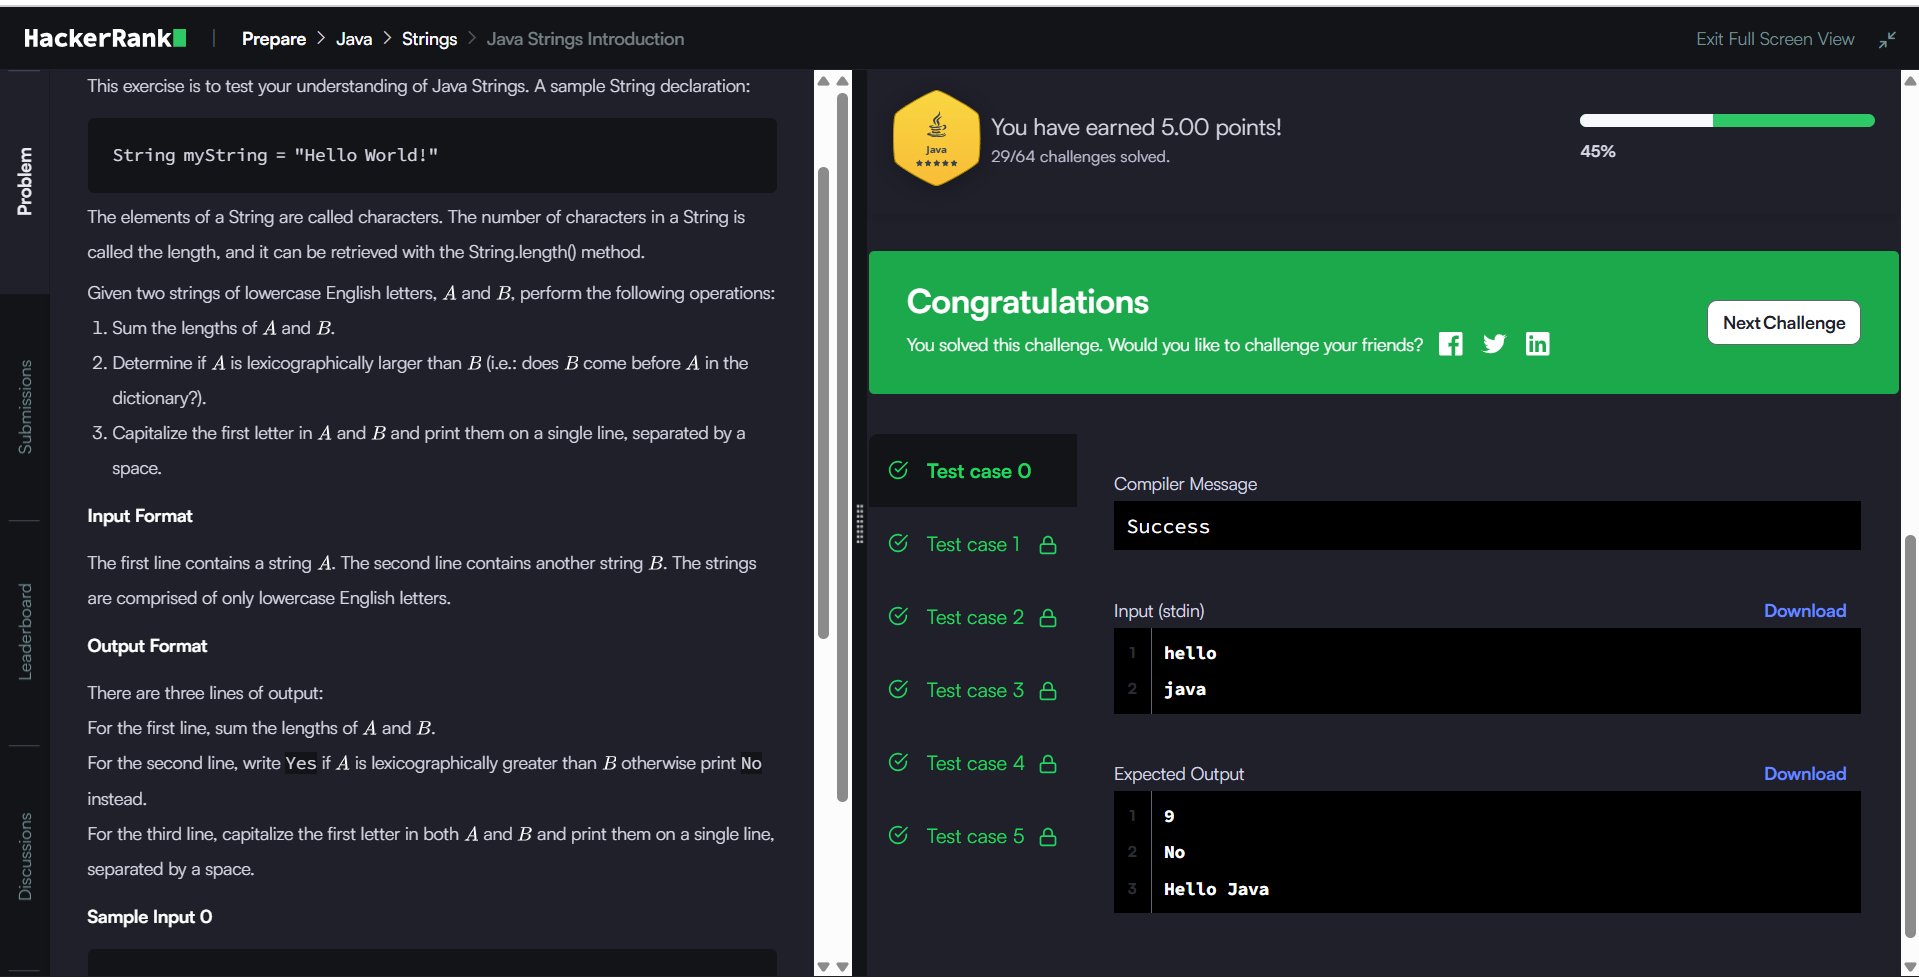 HackerRank
Prepare > Java > Strings > Java Strings Introduction
Exit Full Screen View
Problem
Submissions
Leaderboard
Discussions
This exercise is to test your understanding of Java Strings. A sample String declaration:
String myString = "Hello World!"
The elements of a String are called characters. The number of characters in a String is
called the length, and it can be retrieved with the String.length() method.
Given two strings of lowercase English letters, A and B, perform the following operations:
1. Sum the lengths of A and B.
2. Determine if A is lexicographically larger than B (i.e.: does B come before A in the
dictionary?).
3. Capitalize the first letter in A and B and print them on a single line, separated by a
space.
Input Format
The first line contains a string A. The second line contains another string B. The strings
are comprised of only lowercase English letters.
Output Format
There are three lines of output:
For the first line, sum the lengths of A and B.
For the second line, write Yes if A is lexicographically greater than B otherwise print No
instead.
For the third line, capitalize the first letter in both A and B and print them on a single line,
separated by a space.
Sample Input 0
Java
You have earned 5.00 points!
29/64 challenges solved.
45%
Congratulations
You solved this challenge. Would you like to challenge your friends?
Next Challenge
Test case 0
Test case 1
Test case 2
Test case 3
Test case 4
Test case 5
Compiler Message
Success
Input (stdin)
Download
1 hello
2 java
Expected Output
Download
1 9
2 No
3 Hello Java